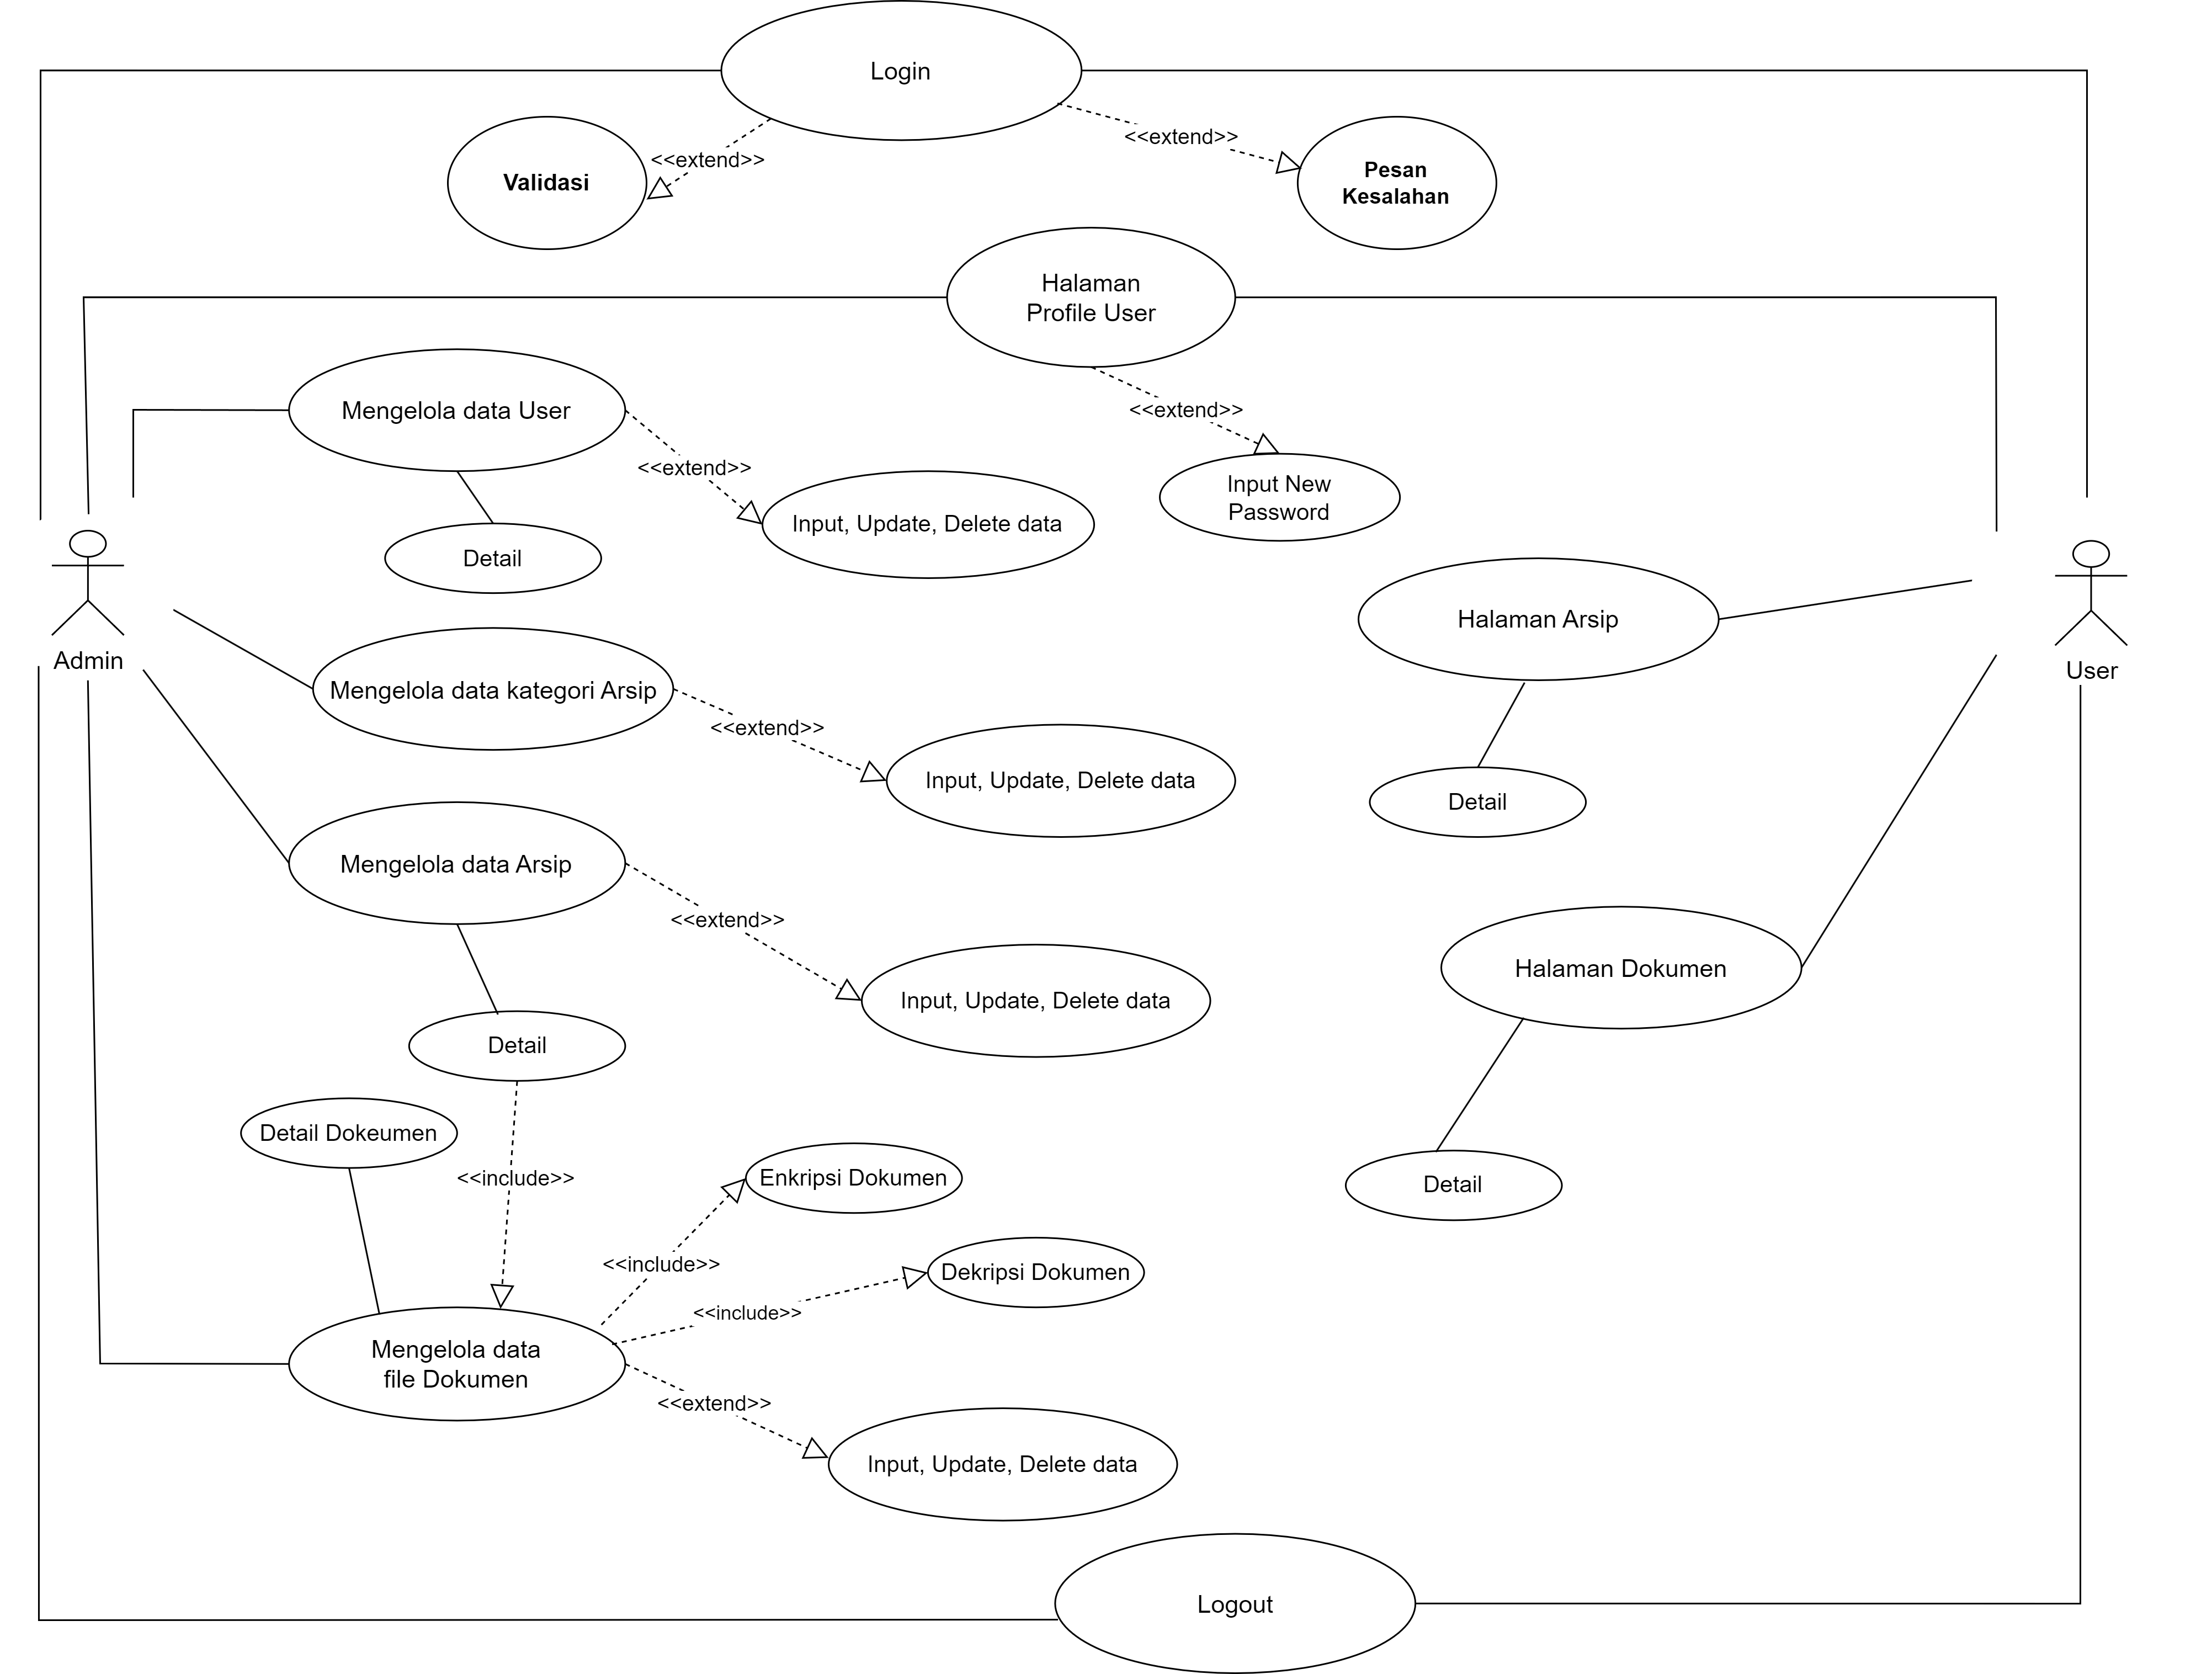 Login
<<extend>>
<<extend>>
Validasi
Pesan
Kesalahan
Halaman
Profile User
Mengelola data User
<<extend>>
<<extend>>
Input New
Password
Input, Update, Delete data
Detail
Halaman Arsip
Admin
User
Mengelola data kategori Arsip
<<extend>>
Input, Update, Delete data
Detail
Mengelola data Arsip
<<extend>>
Halaman Dokumen
Input, Update, Delete data
Detail
Detail Dokeumen
<<include>>
Enkripsi Dokumen
Detail
<<include>>
Dekripsi Dokumen
<<include>>
Mengelola data
file Dokumen
<<extend>>
Input, Update, Delete data
Logout